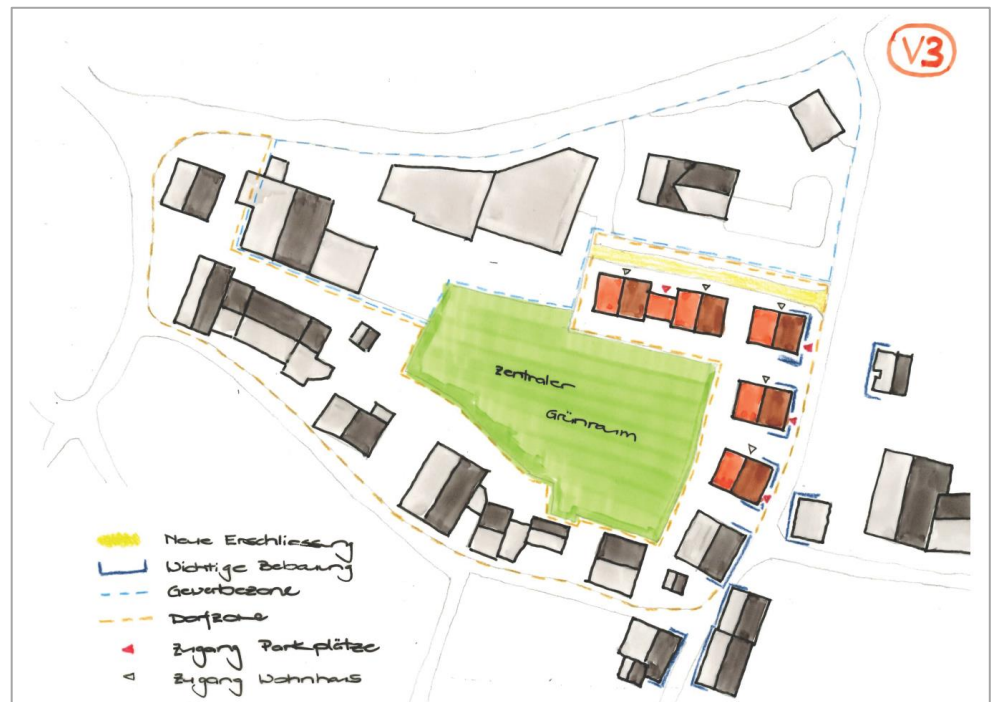 V3
Zentraler
Grünraum
Neue Erschliessung
Wichtige Bebauung
Gewerbezone
Dorfzone
Zugang Parkplätze
Zugang Wohnhaus